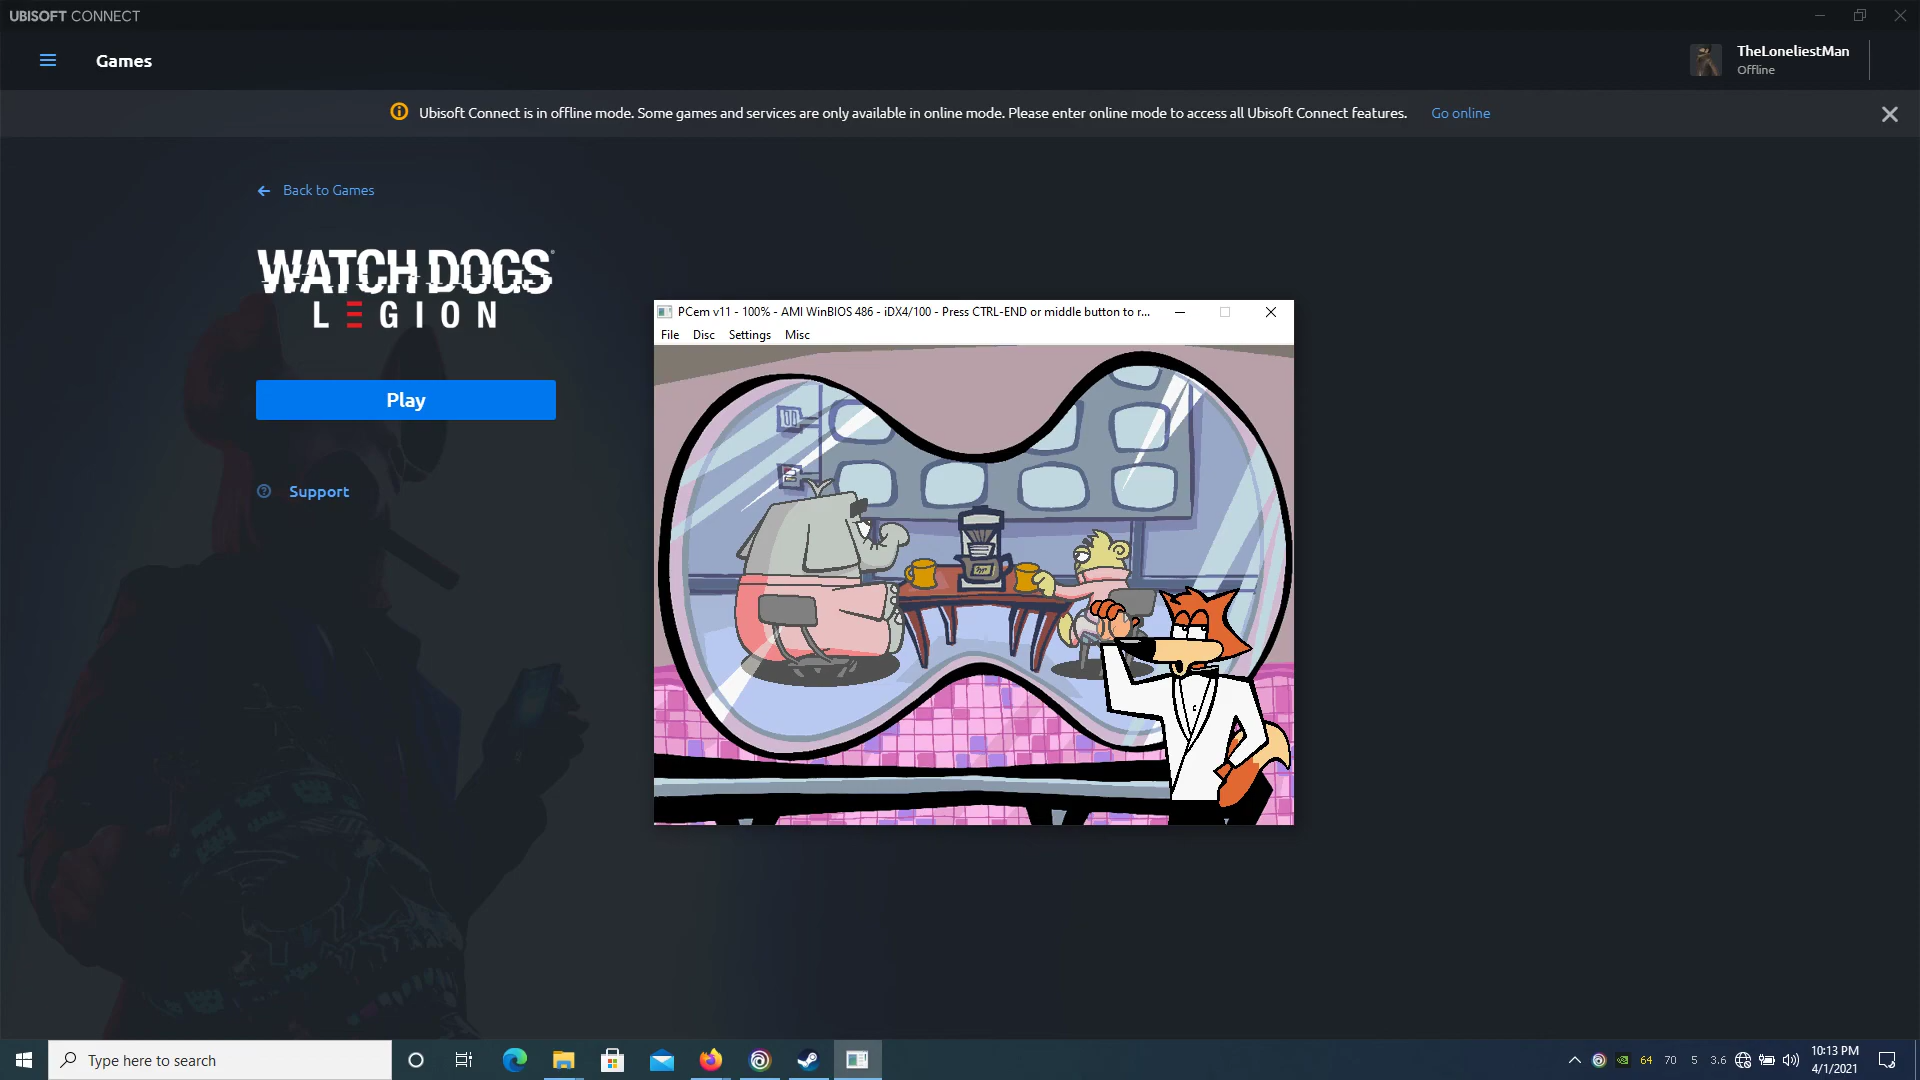 UBISOFT CONNECT
Games
TheLoneliestMan
Offline
Ubisoft Connect is in offline mode. Some games and services are only available in online mode. Please enter online mode to access all Ubisoft Connect features. Go online
Back to Games
WATCH DOGS
LEGION
Play
Support
PCem v11 - 100% - AMI WinBIOS 486 - iDX4/100 - Press CTRL-END or middle button to r...
File Disc Settings Misc
Type here to search
64 70 5 3.6
10:13 PM
4/1/2021